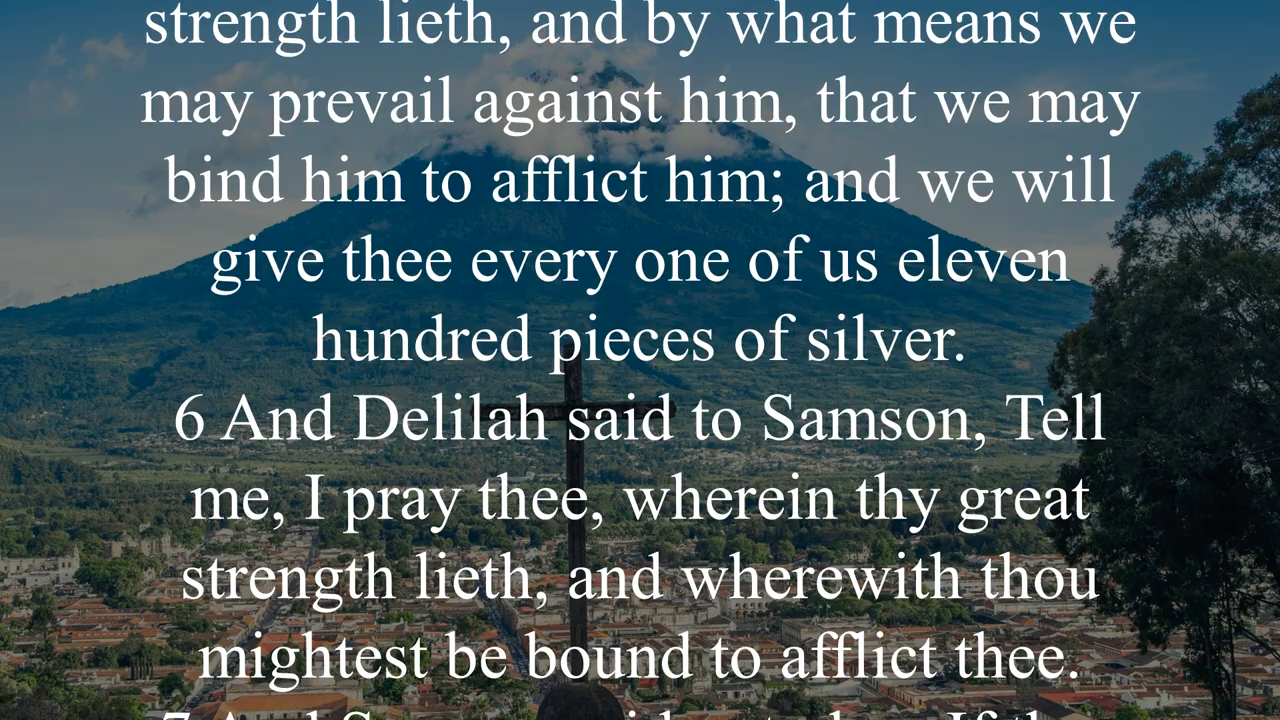 strength lieth, and by what means we
may prevail against him, that we may
bind him to afflict him; and we will
give thee every one of us eleven
hundred pieces of silver.
6 And Delilah said to Samson, Tell
me, I pray thee, wherein thy great
strength lieth, and wherewith thou
mightest be bound to afflict thee.